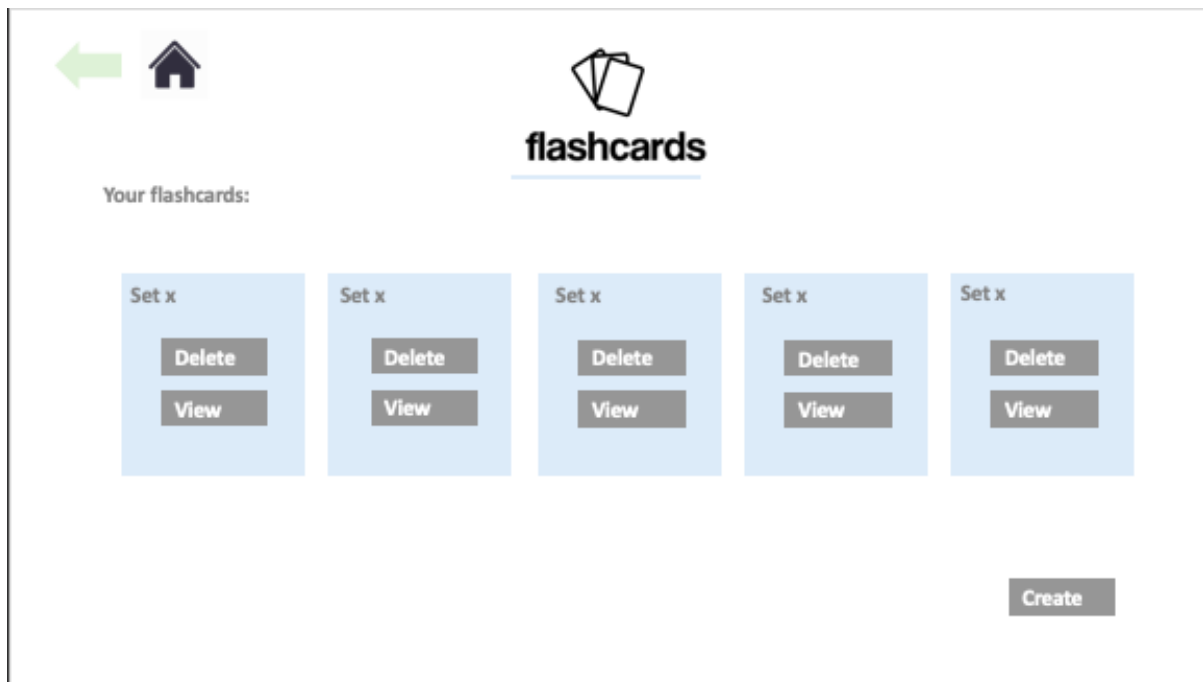 flashcards
Your flashcards:
Set x Set x Set x Set x Set x
Delete Delete Delete Delete Delete
View View View View View
Create